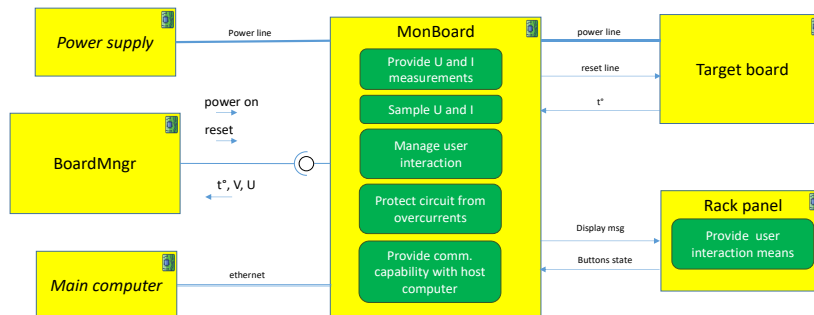 Power supply
Power line
MonBoard
power line
Target board
reset line
t°
Provide U and I
measurements
Sample U and I
Manage user
interaction
Protect circuit from
overcurrents
Provide comm.
capability with host
computer
power on
reset
BoardMngr
t°, V, U
Main computer
ethernet
Display msg
Buttons state
Rack panel
Provide user
interaction means